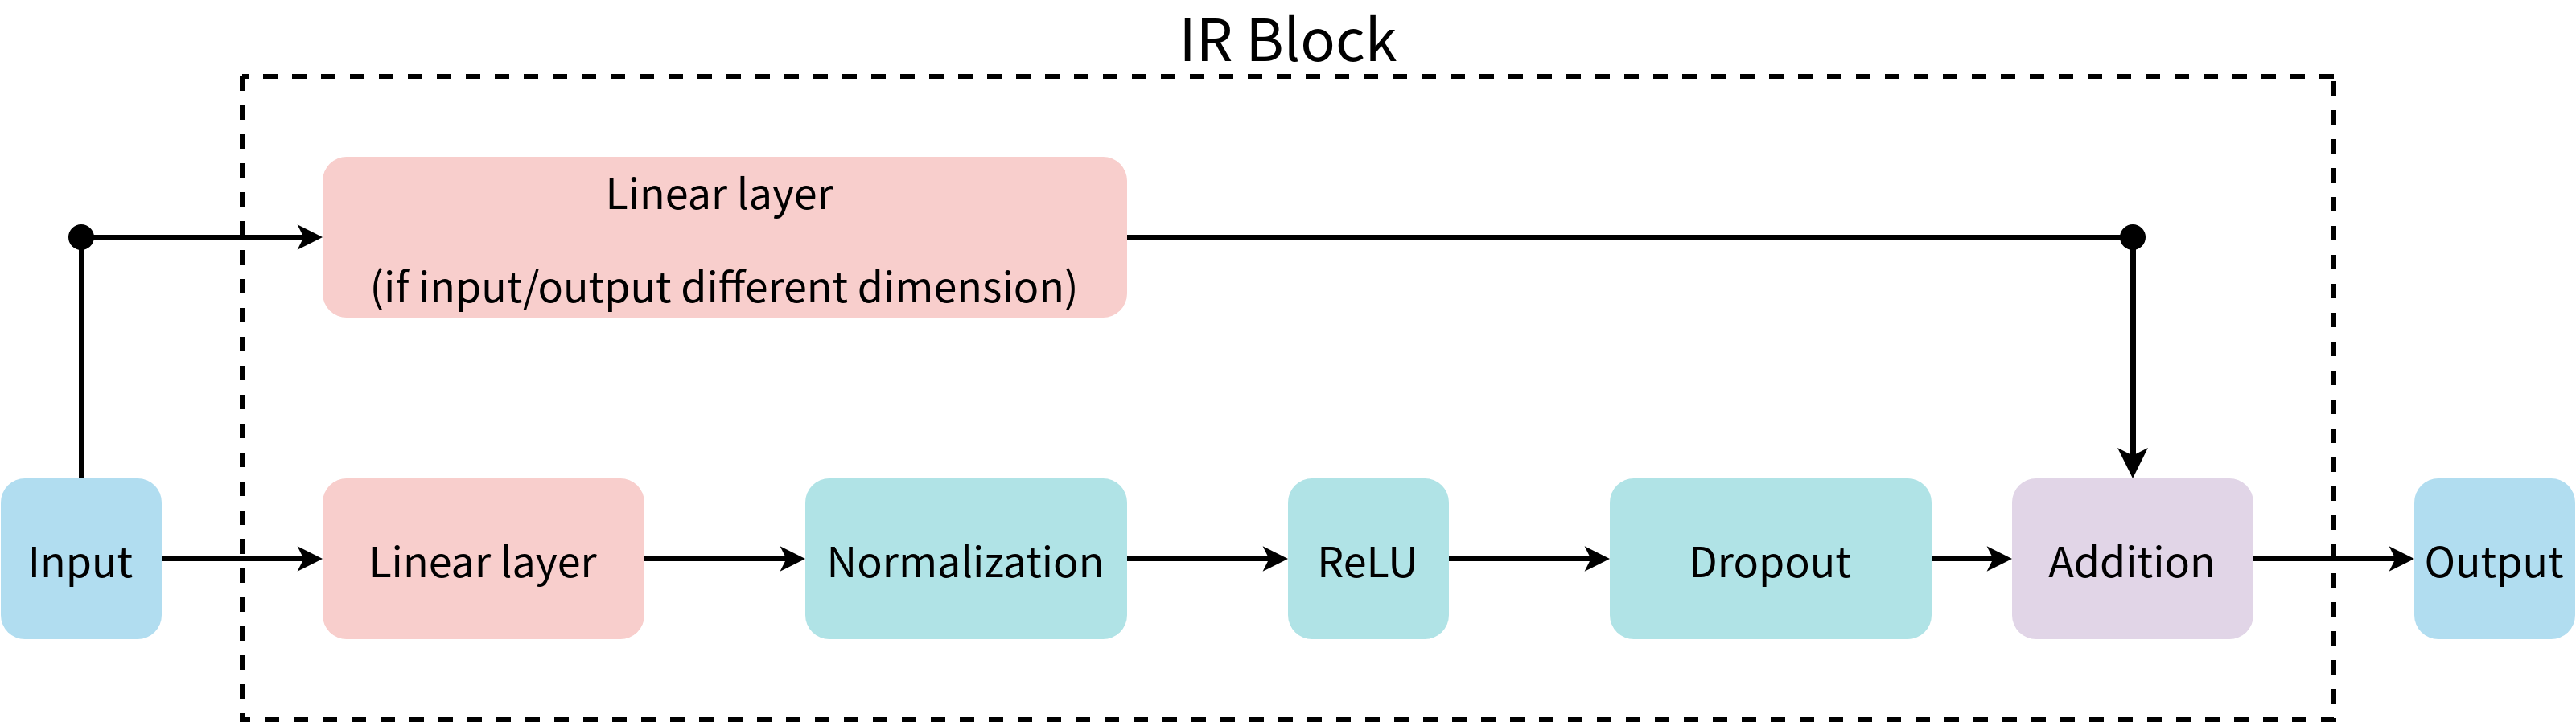 IR Block
Linear layer
(if input/output different dimension)
Input
Linear layer
Normalization
ReLU
Dropout
Addition
Output